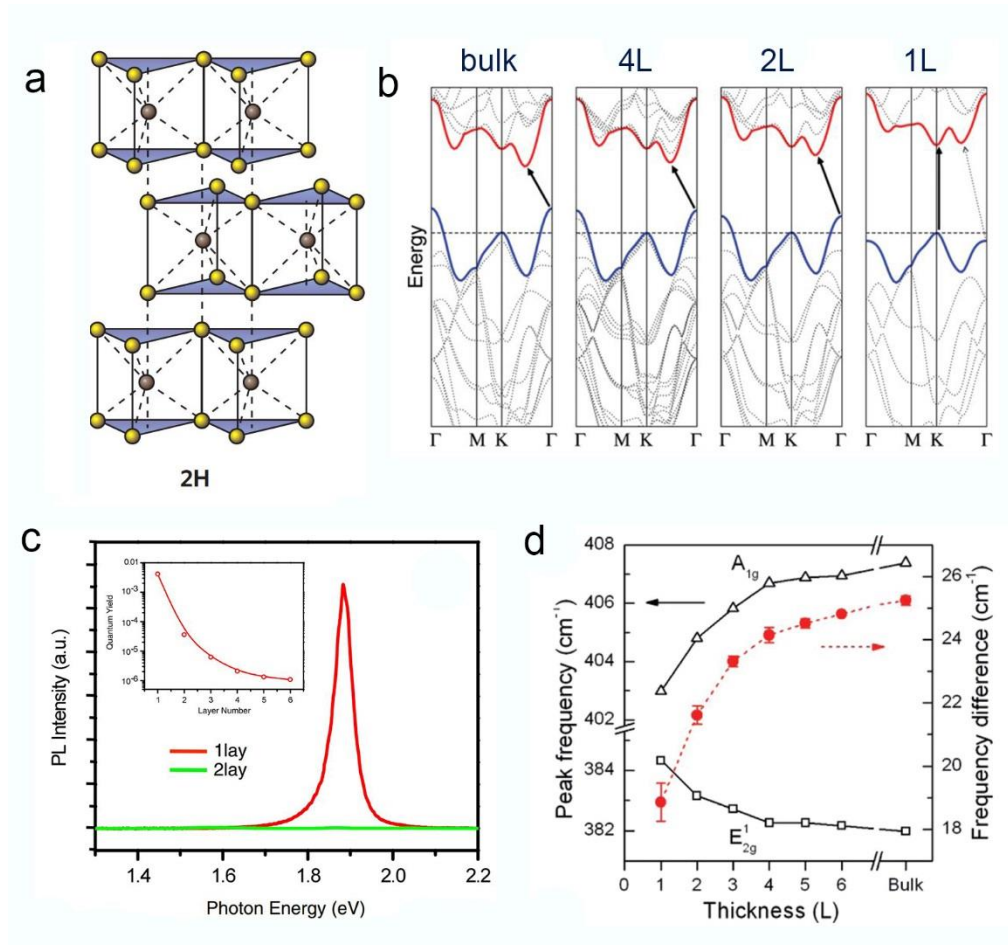 a
2H
b
bulk 4L 2L 1L
Energy
Γ M K Γ Γ M K Γ Γ M K Γ Γ M K Γ
c
PL Intensity (a.u.)
0.01
10⁻³
10⁻⁴
10⁻⁵
10⁻⁶
Quantum Yield
1 2 3 4 5 6
Layer Number
1lay
2lay
1.4 1.6 1.8 2.0 2.2
Photon Energy (eV)
d
Peak frequency (cm⁻¹)
408
406
404
402
384
382
A₁g
E¹₂g
26
24
22
20
18
Frequency difference (cm⁻¹)
0 1 2 3 4 5 6 Bulk
Thickness (L)